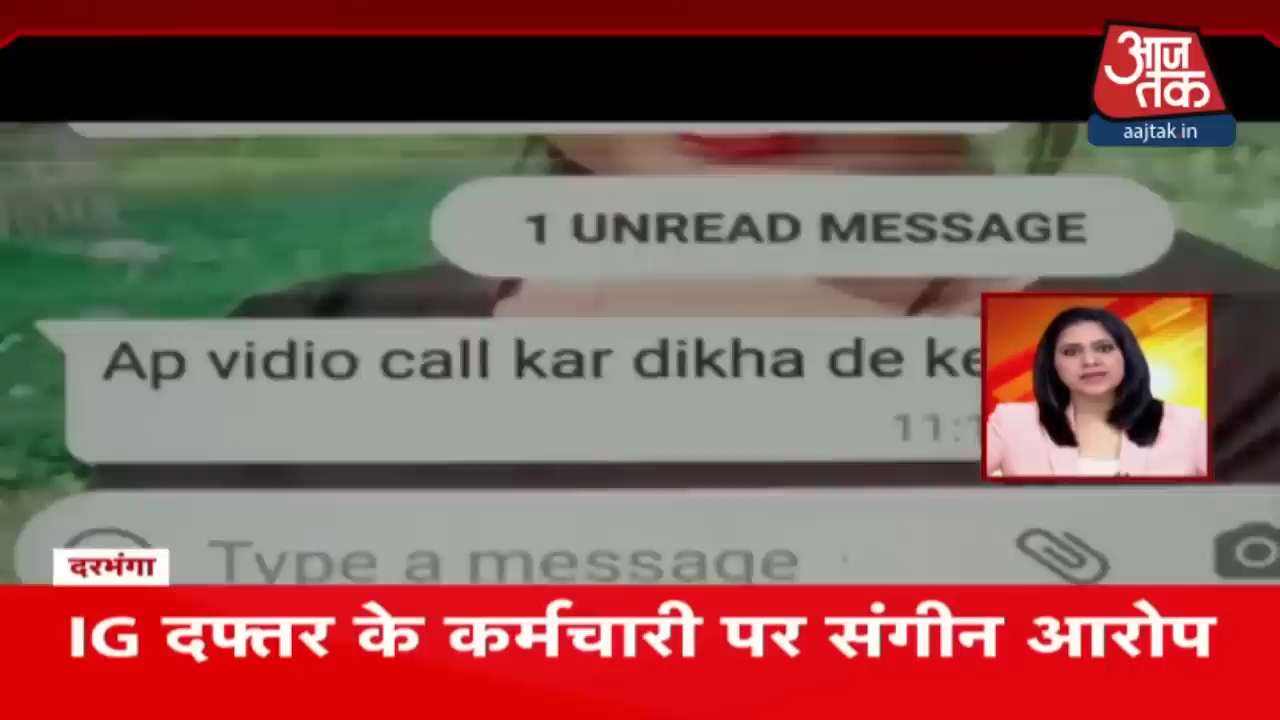 आज
तक
aajtak.in
1 UNREAD MESSAGE
Ap vidio call kar dikha de
Type a message
दरभंगा
IG दफ्तर के कर्मचारी पर संगीन आरोप